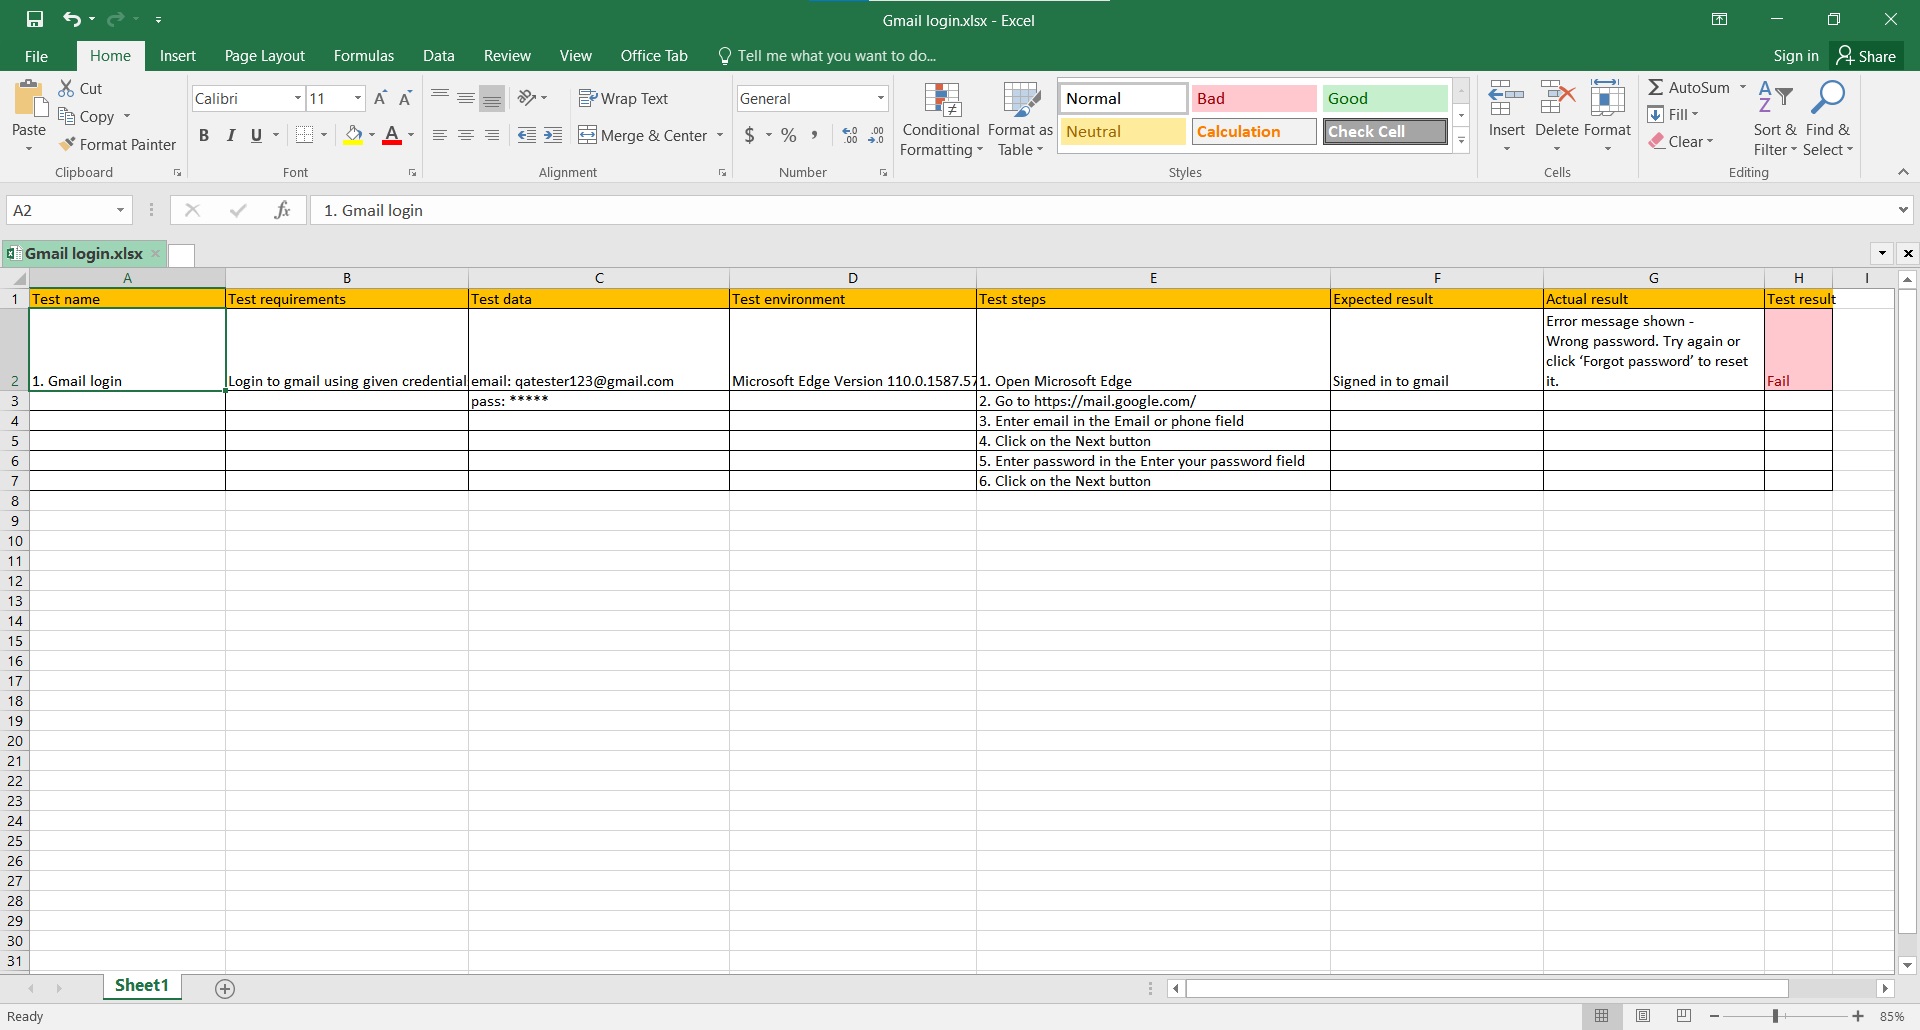 Gmail login.xlsx - Excel
File Home Insert Page Layout Formulas Data Review View Office Tab Tell me what you want to do... Sign in Share
Paste
Cut
Copy
Format Painter
Clipboard
Calibri 11
B I U
Font
Wrap Text
Merge & Center
Alignment
General
$ % ,
Number
Conditional Formatting
Format as Table
Normal Bad Good
Neutral Calculation Check Cell
Styles
Insert Delete Format
Cells
AutoSum
Fill
Clear
Sort & Filter
Find & Select
Editing
A2 fx 1. Gmail login
Gmail login.xlsx
A B C D E F G H I
1 Test name Test requirements Test data Test environment Test steps Expected result Actual result Test result
2 1. Gmail login Login to gmail using given credential email: qatester123@gmail.com Microsoft Edge Version 110.0.1587.57 1. Open Microsoft Edge Signed in to gmail
Error message shown -
Wrong password. Try again or
click ‘Forgot password’ to reset
it.
Fail
3 pass: ***** 2. Go to https://mail.google.com/
4 3. Enter email in the Email or phone field
5 4. Click on the Next button
6 5. Enter password in the Enter your password field
7 6. Click on the Next button
8
9
10
11
12
13
14
15
16
17
18
19
20
21
22
23
24
25
26
27
28
29
30
31
Sheet1
Ready 85%